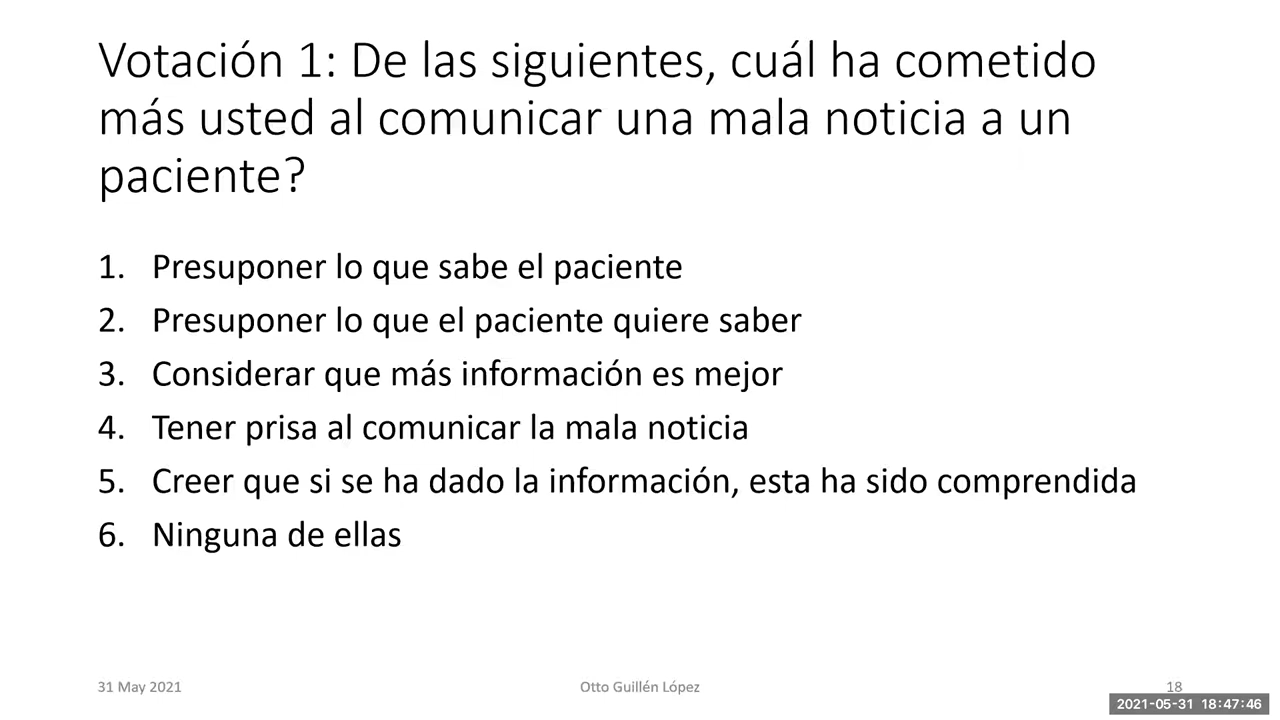 Votación 1: De las siguientes, cuál ha cometido
más usted al comunicar una mala noticia a un
paciente?
1. Presuponer lo que sabe el paciente
2. Presuponer lo que el paciente quiere saber
3. Considerar que más información es mejor
4. Tener prisa al comunicar la mala noticia
5. Creer que si se ha dado la información, esta ha sido comprendida
6. Ninguna de ellas
31 May 2021
Otto Guillén López
18
2021-05-31 18:47:46